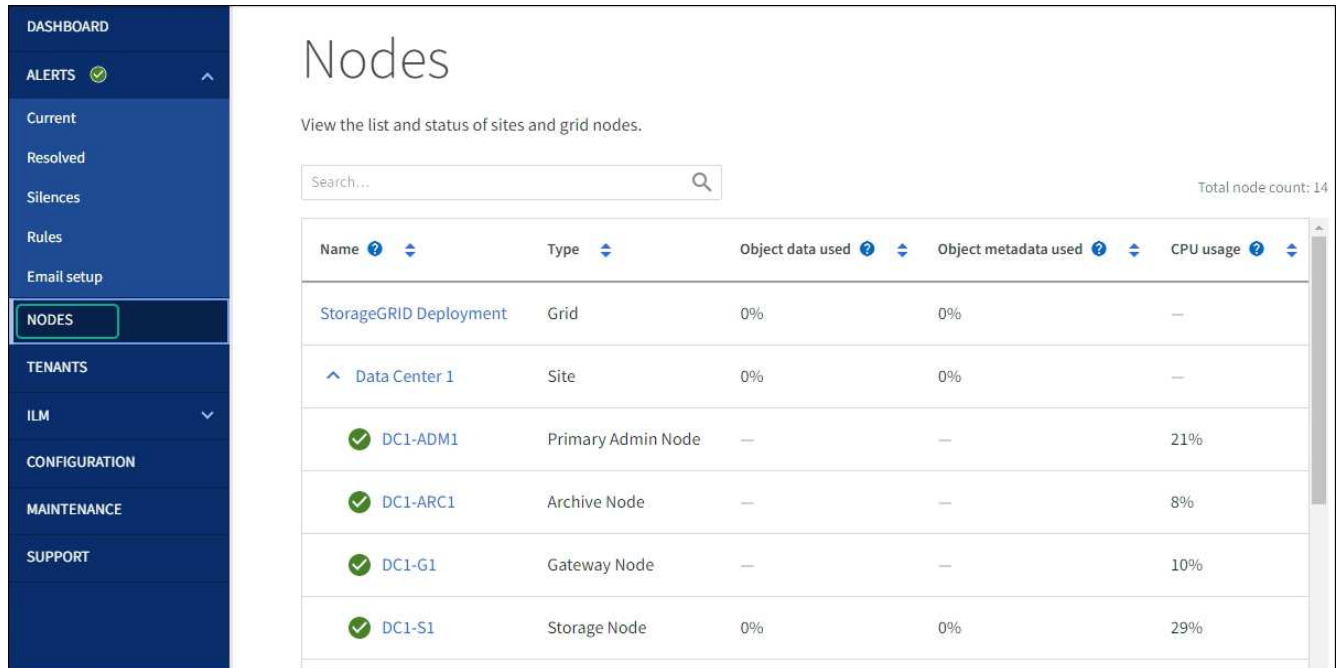 DASHBOARD
ALERTS
Current
Resolved
Silences
Rules
Email setup
NODES
TENANTS
ILM
CONFIGURATION
MAINTENANCE
SUPPORT
Nodes
View the list and status of sites and grid nodes.
Search...
Total node count: 14
Name ? Type Object data used ? Object metadata used ? CPU usage ?
StorageGRID Deployment Grid 0% 0% —
Data Center 1 Site 0% 0% —
DC1-ADM1 Primary Admin Node — — 21%
DC1-ARC1 Archive Node — — 8%
DC1-G1 Gateway Node — — 10%
DC1-S1 Storage Node 0% 0% 29%